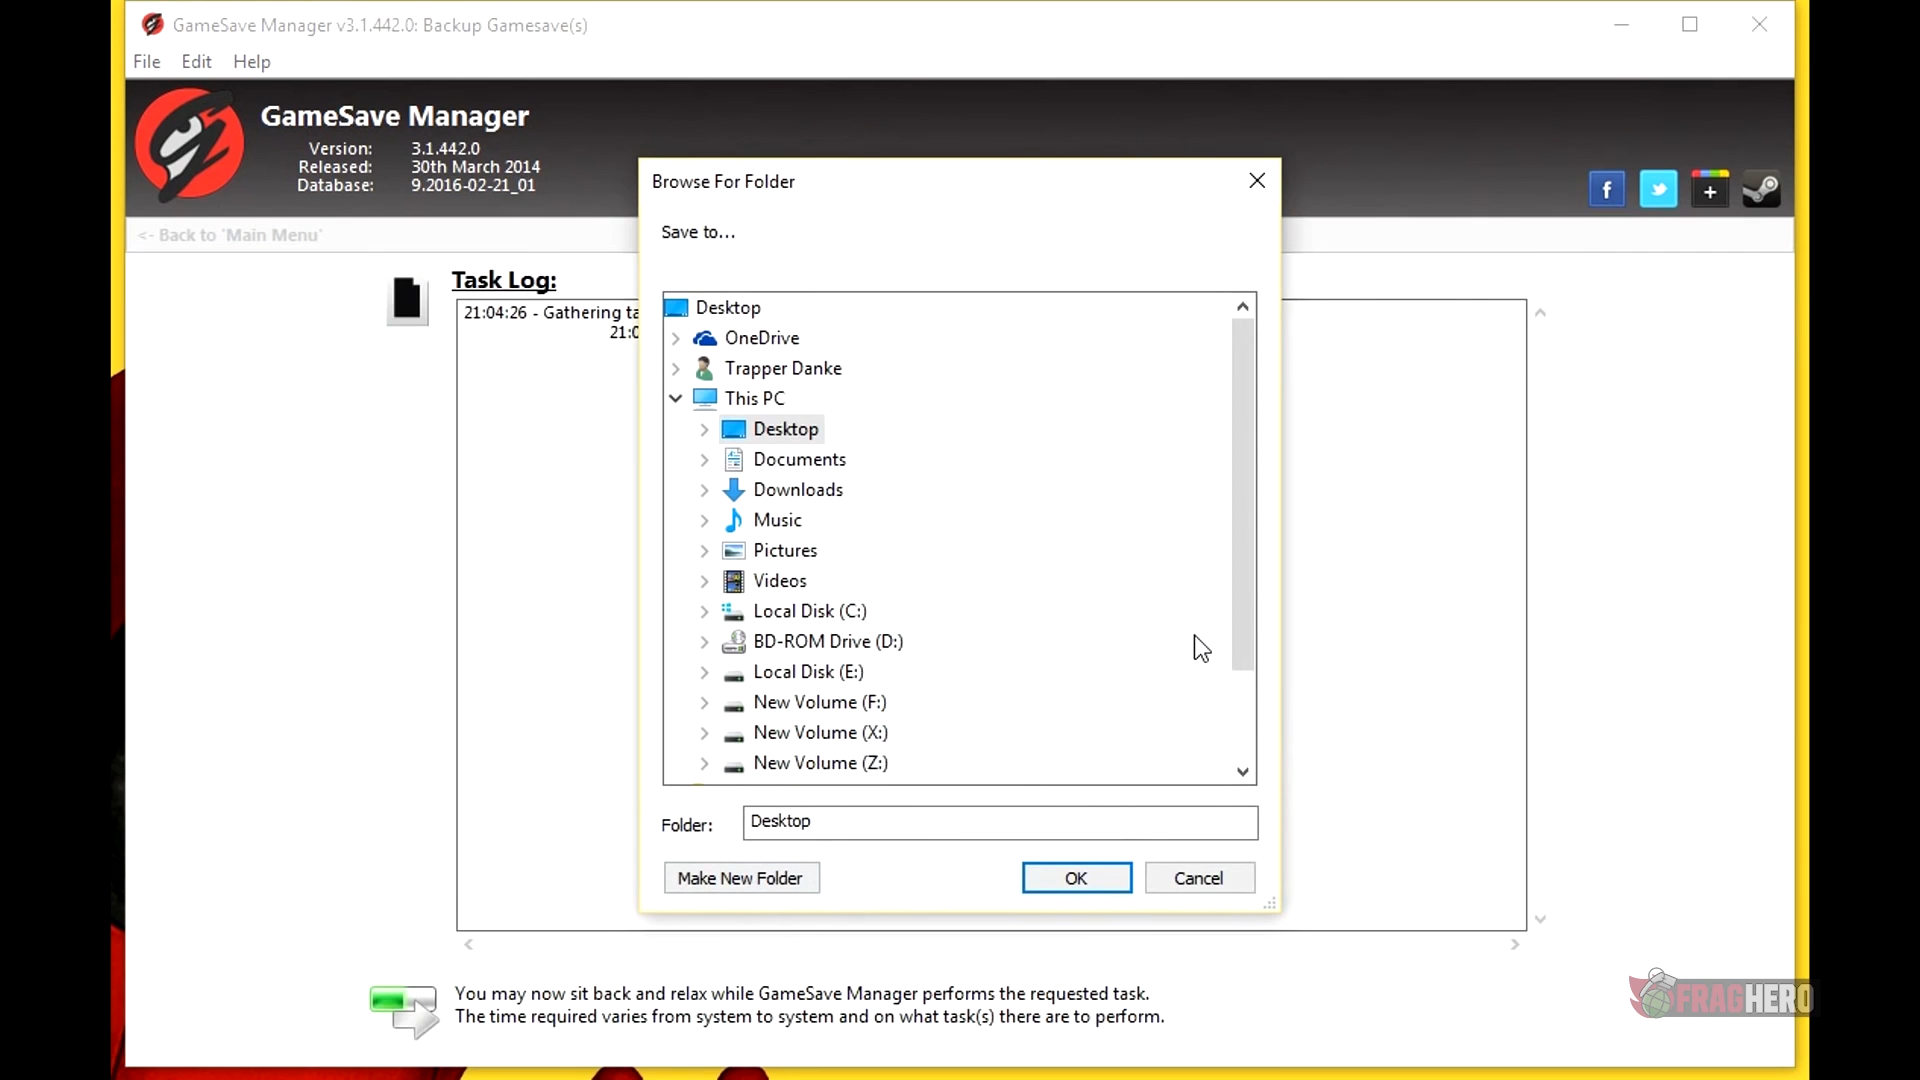 GameSave Manager v3.1.442.0: Backup Gamesave(s)
File Edit Help
GameSave Manager
Version: 3.1.442.0
Released: 30th March 2014
Database: 9.2016-02-21_01
<- Back to 'Main Menu'
Task Log:
21:04:26 - Gathering ta
21:0
Browse For Folder
Save to...
Desktop
OneDrive
Trapper Danke
This PC
Desktop
Documents
Downloads
Music
Pictures
Videos
Local Disk (C:)
BD-ROM Drive (D:)
Local Disk (E:)
New Volume (F:)
New Volume (X:)
New Volume (Z:)
Folder: Desktop
Make New Folder OK Cancel
You may now sit back and relax while GameSave Manager performs the requested task.
The time required varies from system to system and on what task(s) there are to perform.
FRAGHERO